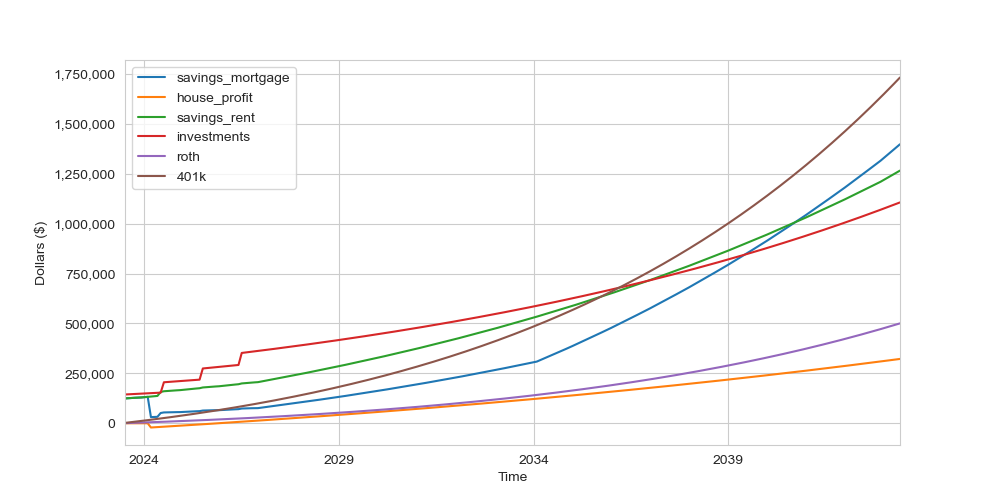 1,750,000
1,500,000
1,250,000
1,000,000
750,000
500,000
250,000
0
Dollars ($)
savings_mortgage
house_profit
savings_rent
investments
roth
401k
2024
2029
2034
2039
Time